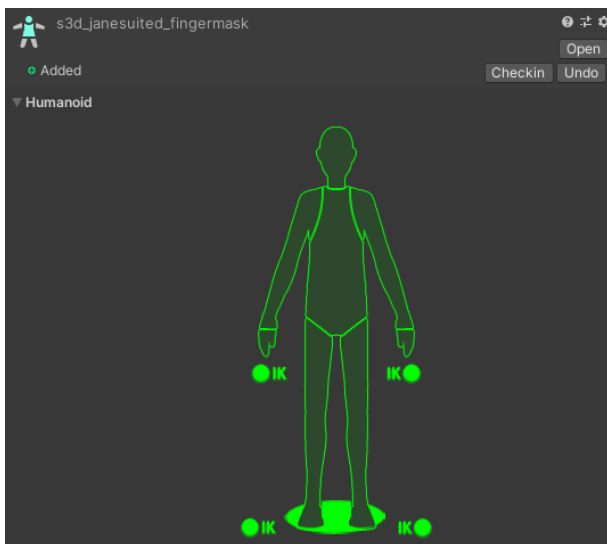 s3d_janesuited_fingermask
Open
Added
Checkin Undo
Humanoid
IK IK
IK IK